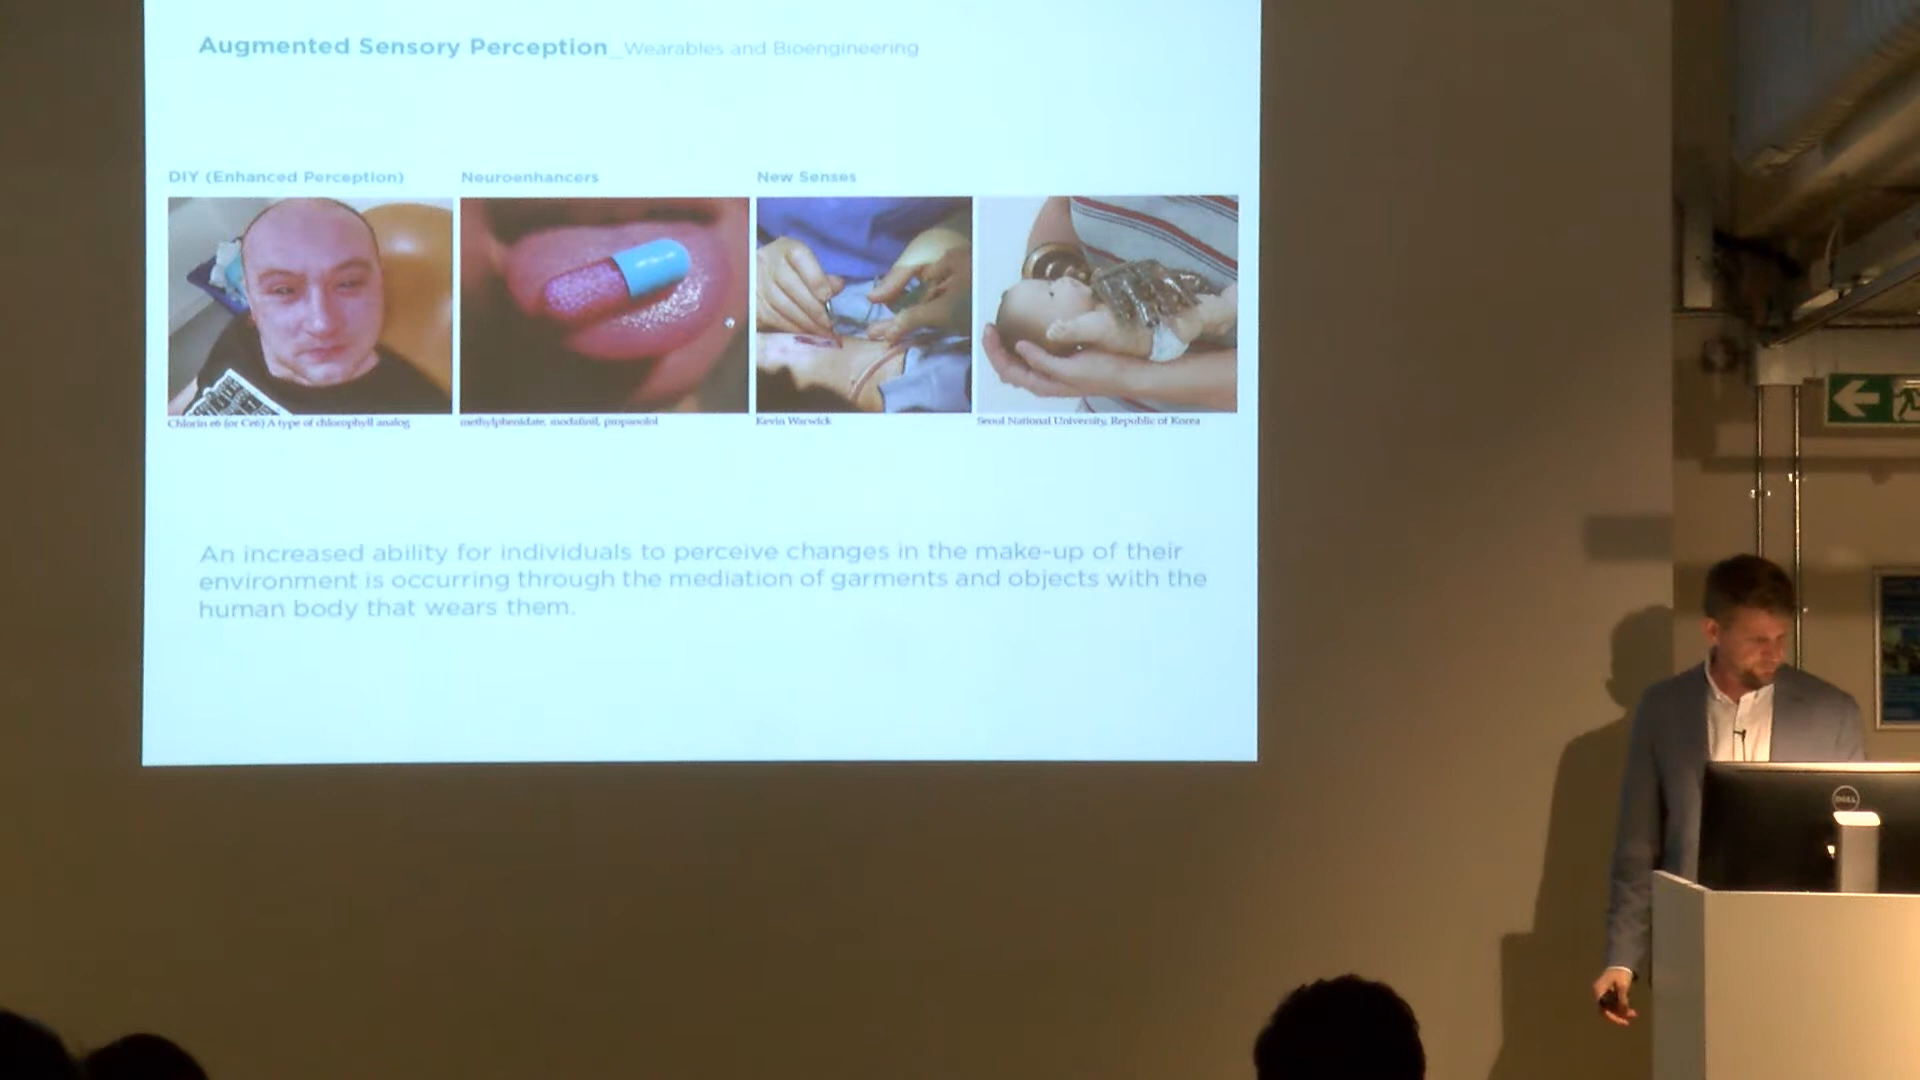 Augmented Sensory Perception_Wearables and Bioengineering
DIY (Enhanced Perception)
Neuroenhancers
New Senses
Chlorin e6 (or Ce6) A type of chlorophyll analog
methylphenidate, modafinil, propanolol
Kevin Warwick
Seoul National University, Republic of Korea
An increased ability for individuals to perceive changes in the make-up of their
environment is occurring through the mediation of garments and objects with the
human body that wears them.
DELL